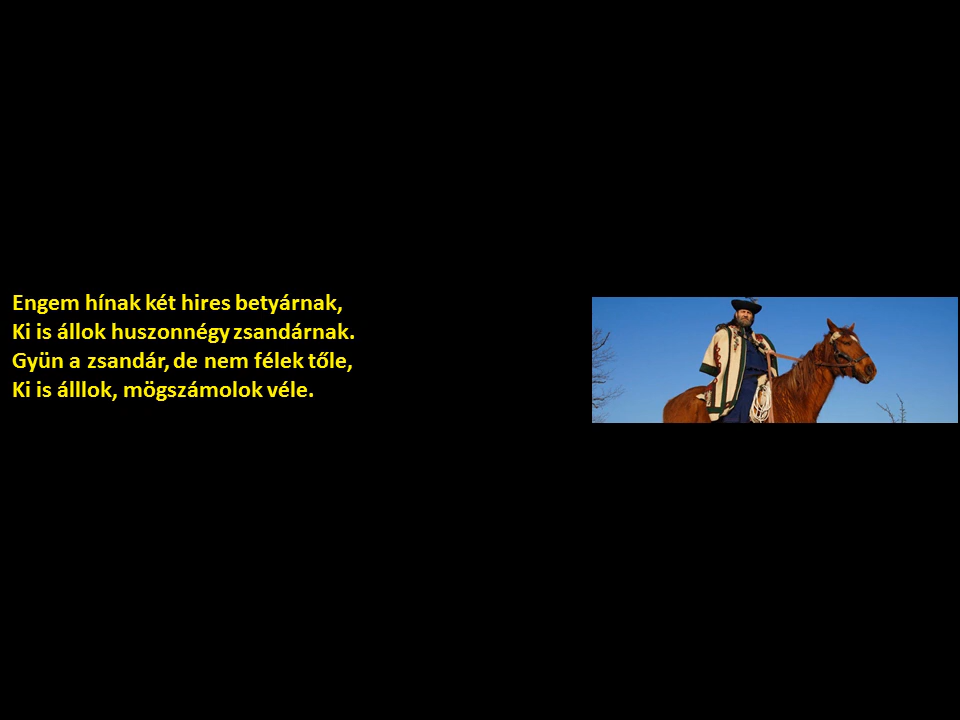 Engem hínak két hires betyárnak,
Ki is állok huszonnégy zsandárnak.
Gyün a zsandár, de nem félek tőle,
Ki is álllok, mögszámolok véle.